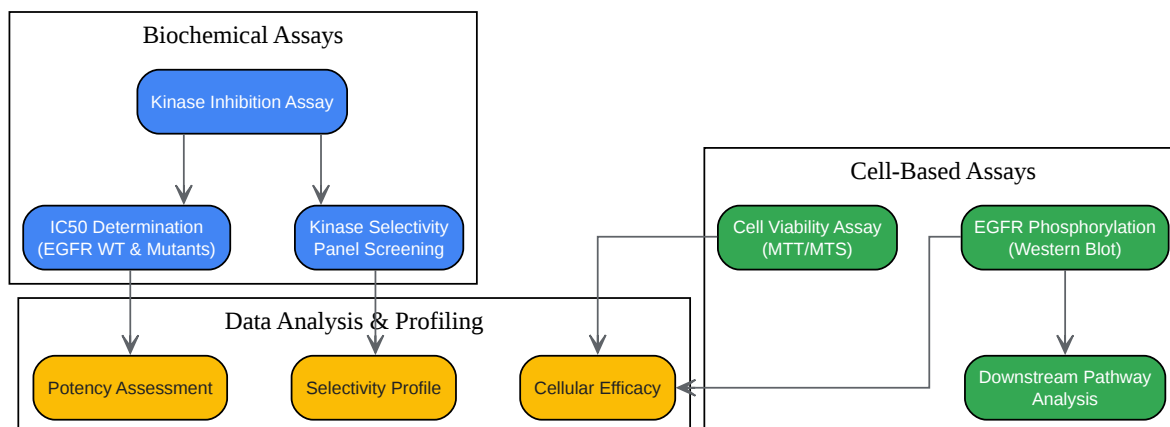 Biochemical Assays
Kinase Inhibition Assay
IC50 Determination
(EGFR WT & Mutants)
Kinase Selectivity
Panel Screening
Cell-Based Assays
Cell Viability Assay
(MTT/MTS)
EGFR Phosphorylation
(Western Blot)
Downstream Pathway
Analysis
Data Analysis & Profiling
Potency Assessment
Selectivity Profile
Cellular Efficacy